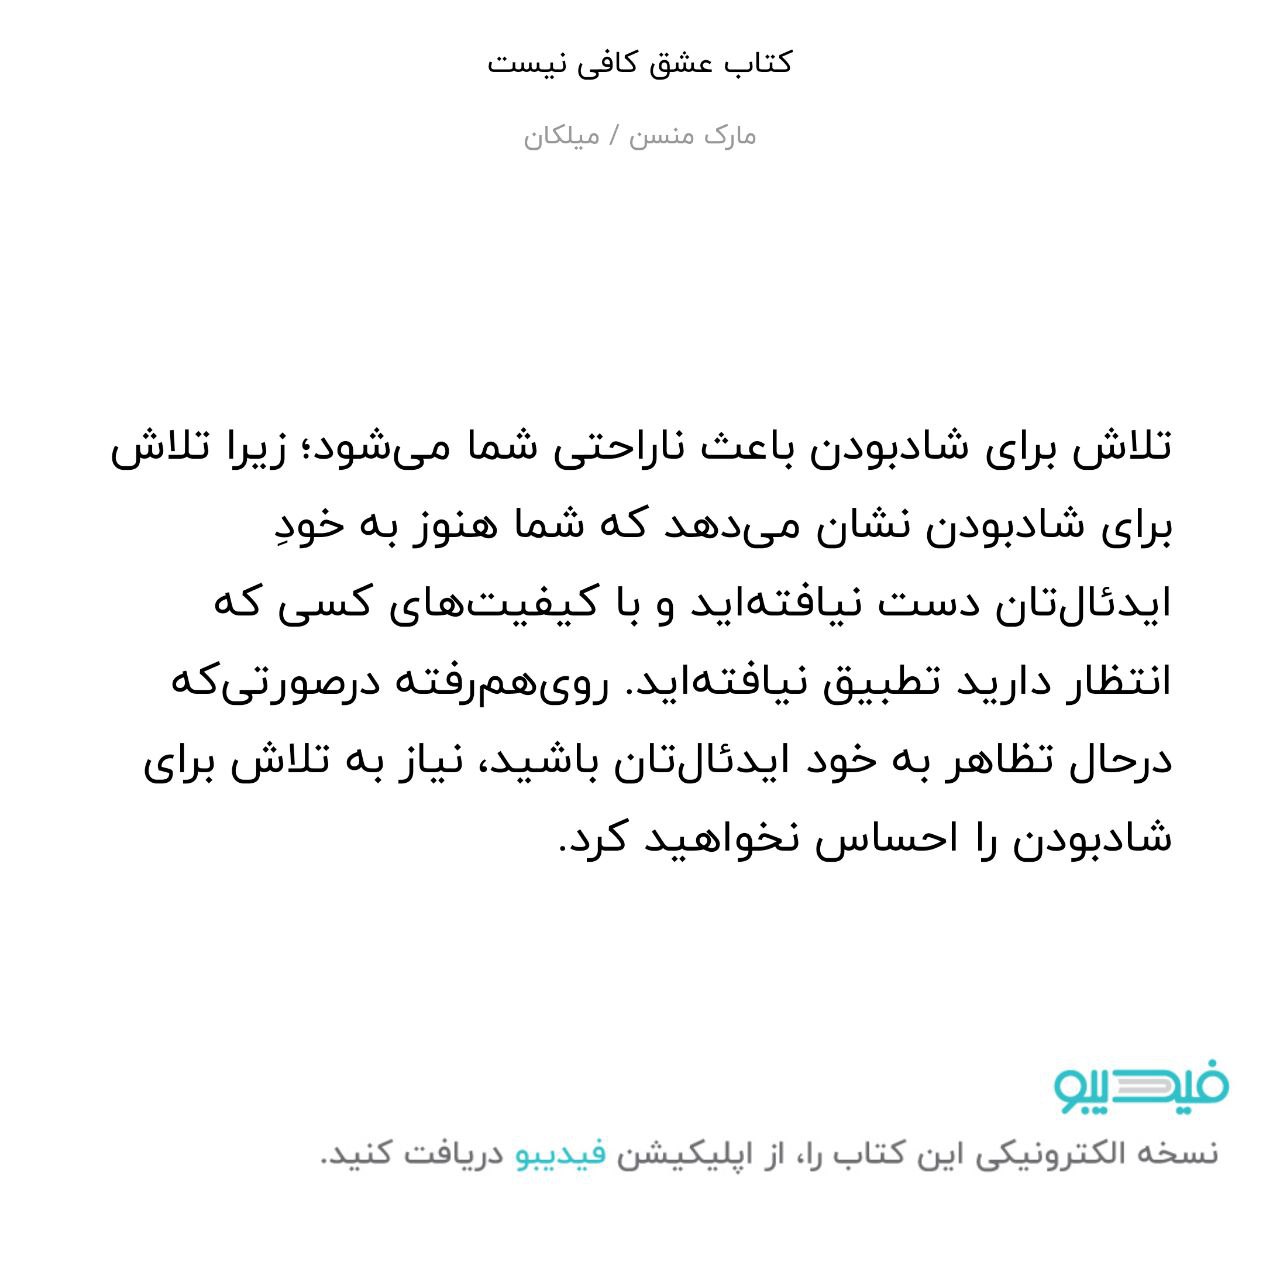 کتاب عشق کافی نیست
مارک منسن / میلکان
تلاش برای شادبودن باعث ناراحتی شما می‌شود؛ زیرا تلاش
برای شادبودن نشان می‌دهد که شما هنوز به خودِ
ایدئال‌تان دست نیافته‌اید و با کیفیت‌های کسی که
انتظار دارید تطبیق نیافته‌اید. روی‌هم‌رفته درصورتی‌که
درحال تظاهر به خود ایدئال‌تان باشید، نیاز به تلاش برای
شادبودن را احساس نخواهید کرد.
فیدیبو
نسخه الکترونیکی این کتاب را، از اپلیکیشن فیدیبو دریافت کنید.